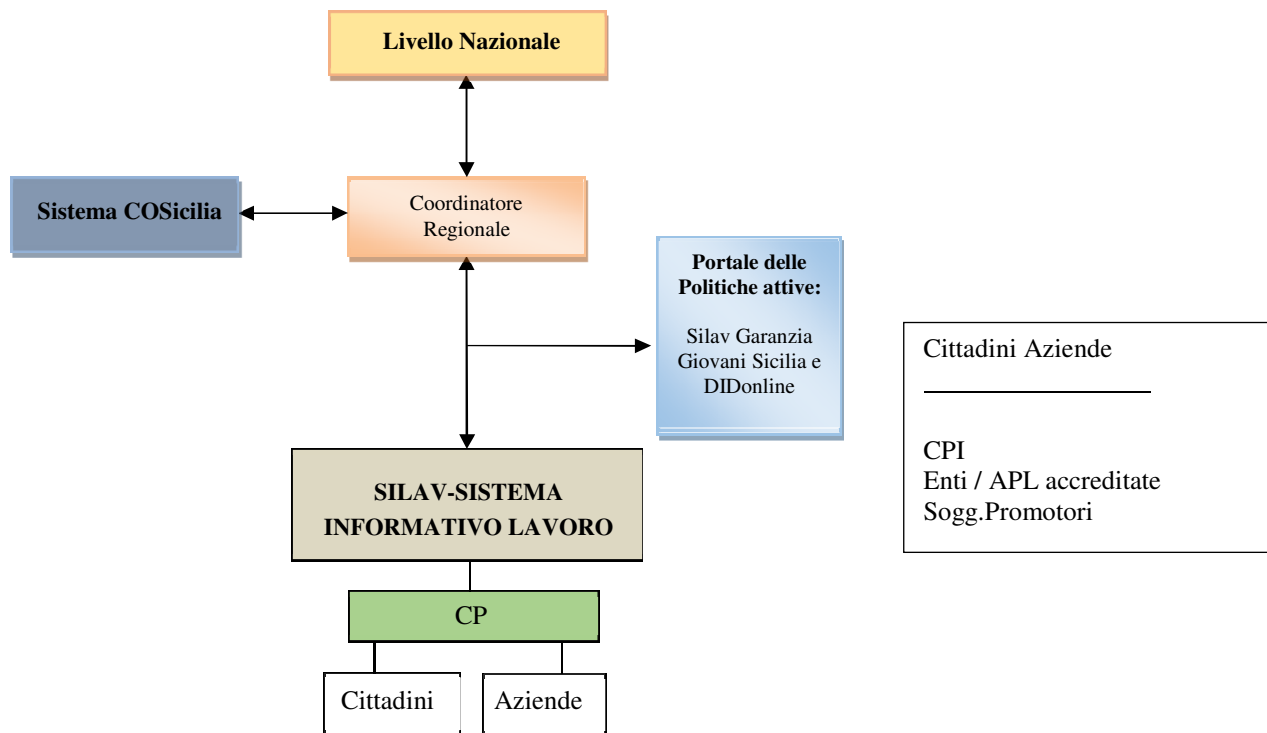 Livello Nazionale
Sistema COSicilia
Coordinatore
Regionale
Portale delle
Politiche attive:
Silav Garanzia
Giovani Sicilia e
DIDonline
Cittadini Aziende
CPI
Enti / APL accreditate
Sogg.Promotori
SILAV-SISTEMA
INFORMATIVO LAVORO
CP
Cittadini
Aziende